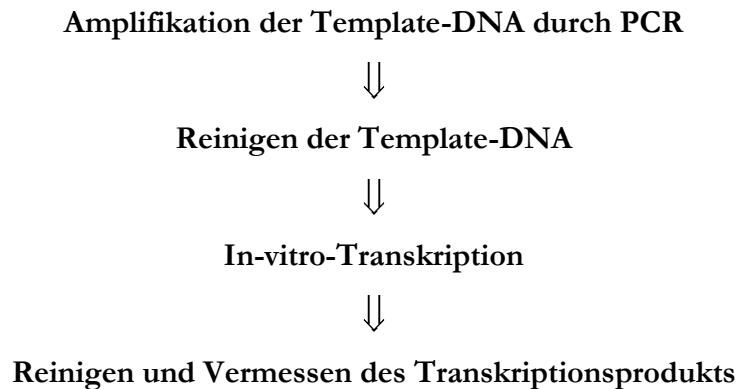 Amplifikation der Template-DNA durch PCR
⇓
Reinigen der Template-DNA
⇓
In-vitro-Transkription
⇓
Reinigen und Vermessen des Transkriptionsprodukts